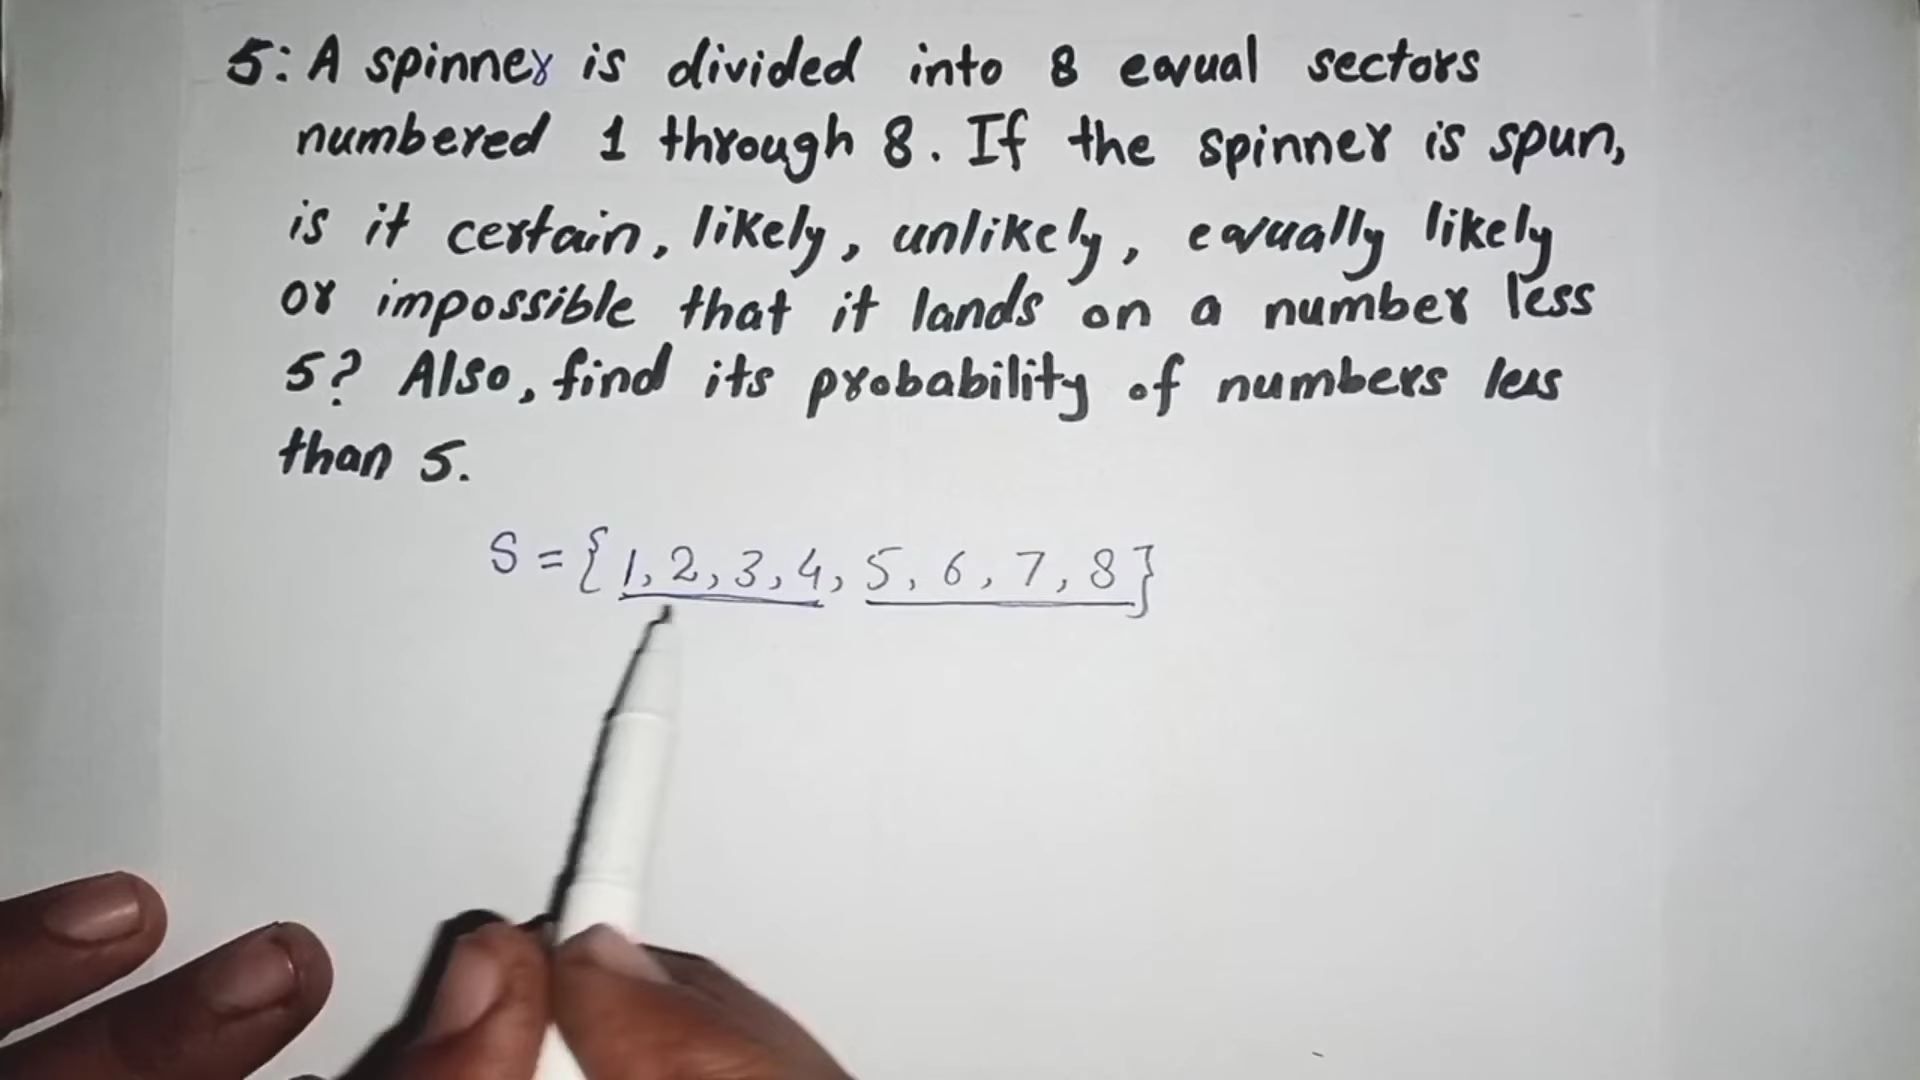 5: A spinner is divided into 8 equal sectors
numbered 1 through 8. If the spinner is spun,
is it certain, likely, unlikely, equally likely
or impossible that it lands on a number less
5? Also, find its probability of numbers less
than 5.
S = {1, 2, 3, 4, 5, 6, 7, 8}